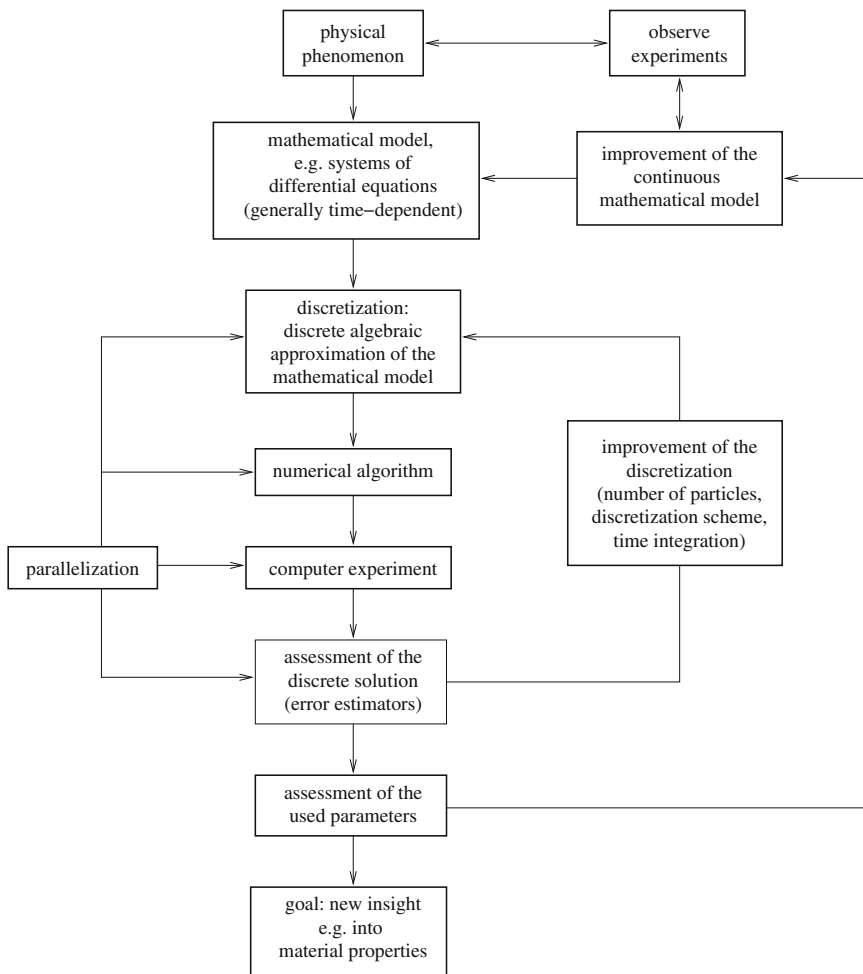 physical
phenomenon
observe
experiments
mathematical model,
e.g. systems of
differential equations
(generally time−dependent)
improvement of the
continuous
mathematical model
discretization:
discrete algebraic
approximation of the
mathematical model
improvement of the
discretization
(number of particles,
discretization scheme,
time integration)
numerical algorithm
parallelization
computer experiment
assessment of the
discrete solution
(error estimators)
assessment of the
used parameters
goal: new insight
e.g. into
material properties